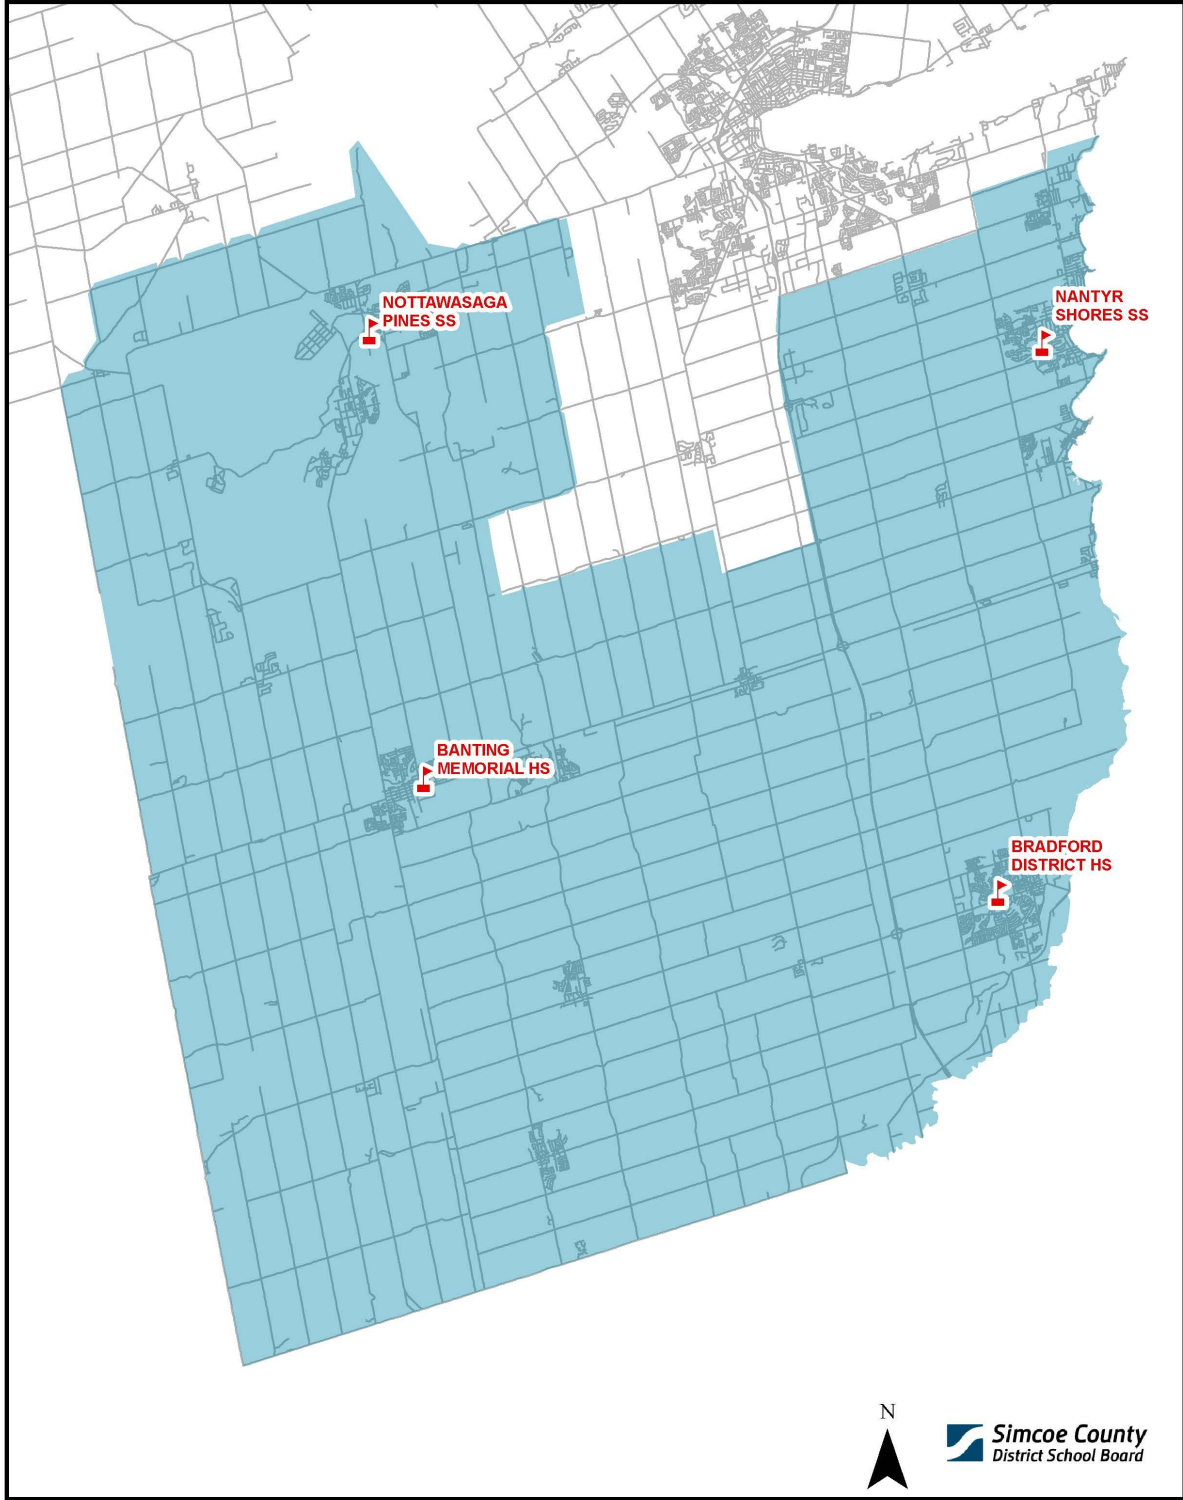 NOTTAWASAGA
PINES SS
NANTYR
SHORES SS
BANTING
MEMORIAL HS
BRADFORD
DISTRICT HS
N
Simcoe County
District School Board